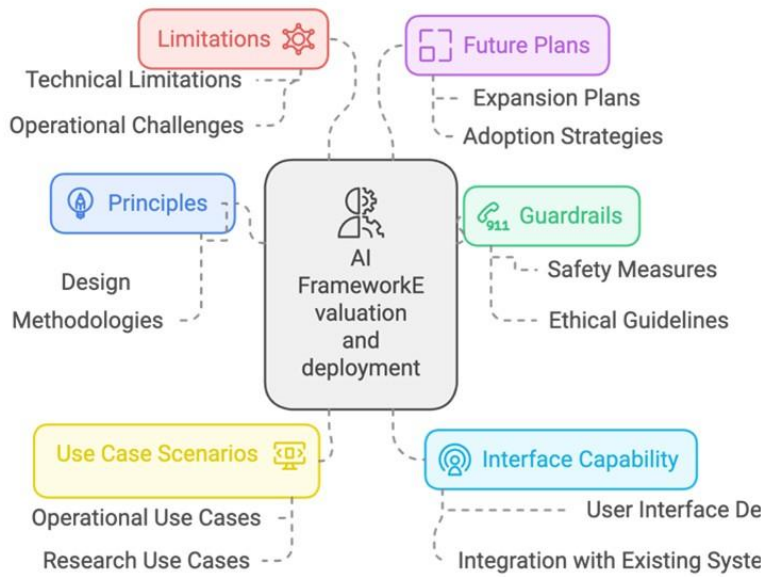 Limitations
Technical Limitations
Operational Challenges
Future Plans
Expansion Plans
Adoption Strategies
Principles
Design
Methodologies
AI
FrameworkE
valuation
and
deployment
911
Guardrails
Safety Measures
Ethical Guidelines
Use Case Scenarios
Operational Use Cases
Research Use Cases
Interface Capability
User Interface De
Integration with Existing Syste